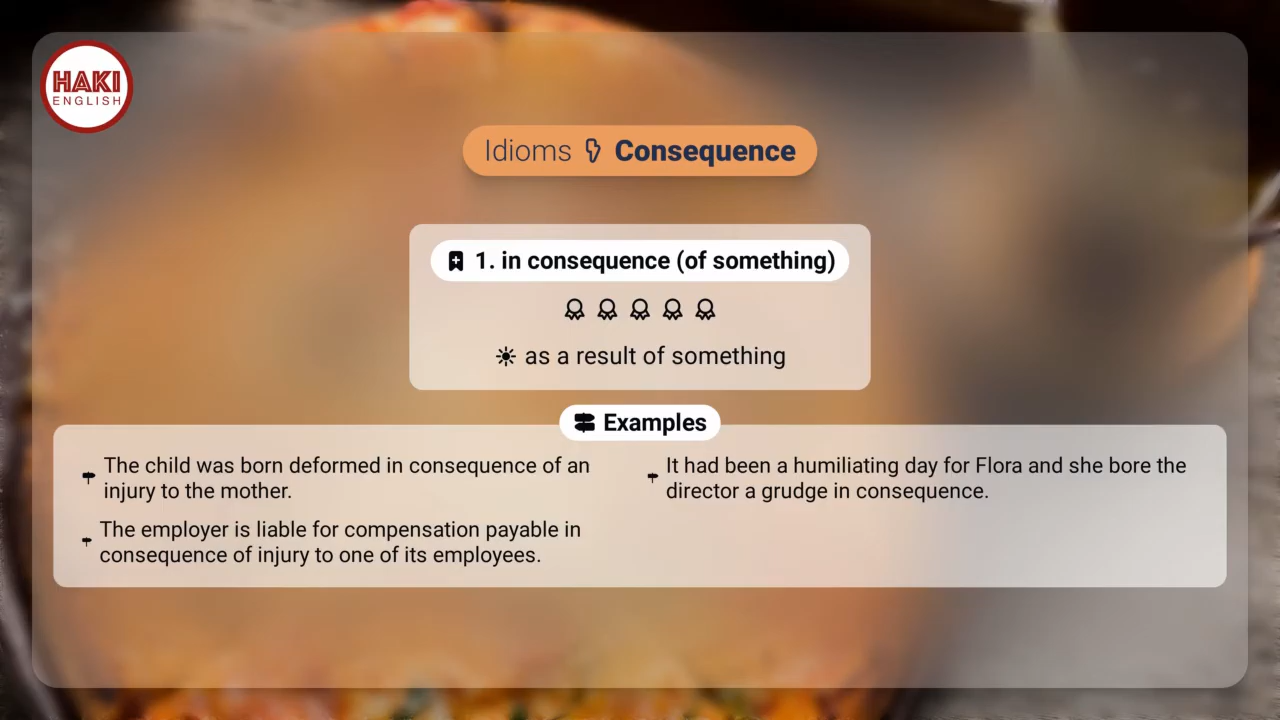 HAKI
ENGLISH
Idioms Consequence
1. in consequence (of something)
as a result of something
Examples
The child was born deformed in consequence of an
injury to the mother.
The employer is liable for compensation payable in
consequence of injury to one of its employees.
It had been a humiliating day for Flora and she bore the
director a grudge in consequence.